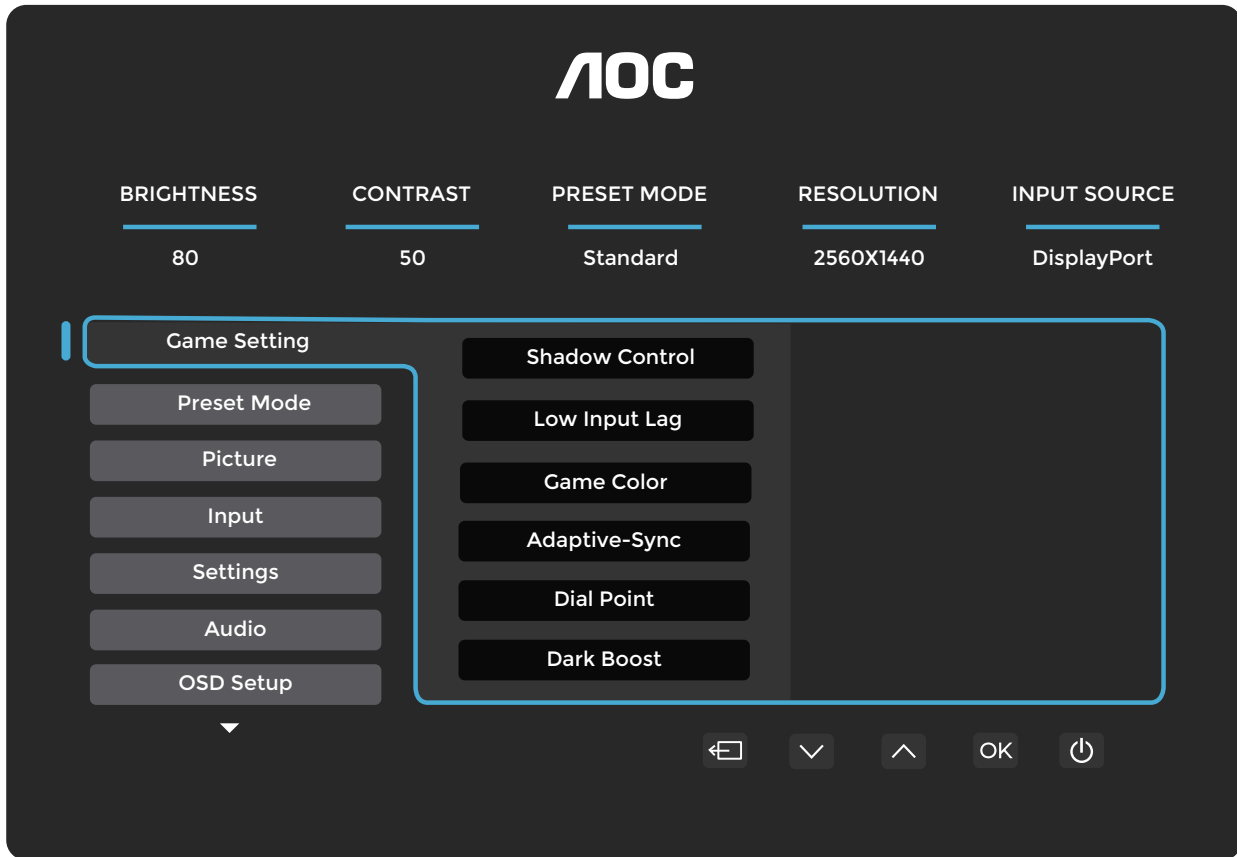 AOC
BRIGHTNESS CONTRAST PRESET MODE RESOLUTION INPUT SOURCE
80 50 Standard 2560X1440 DisplayPort
Game Setting
Preset Mode
Picture
Input
Settings
Audio
OSD Setup
Shadow Control
Low Input Lag
Game Color
Adaptive-Sync
Dial Point
Dark Boost
OK